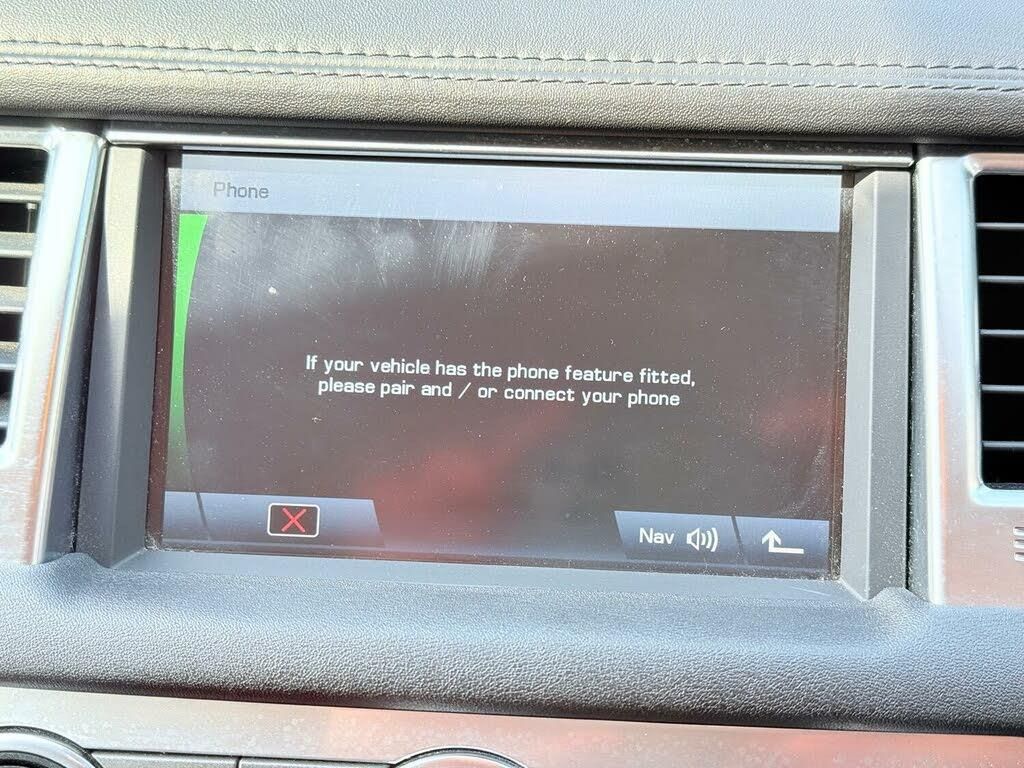 Phone
If your vehicle has the phone feature fitted,
please pair and / or connect your phone
Nav